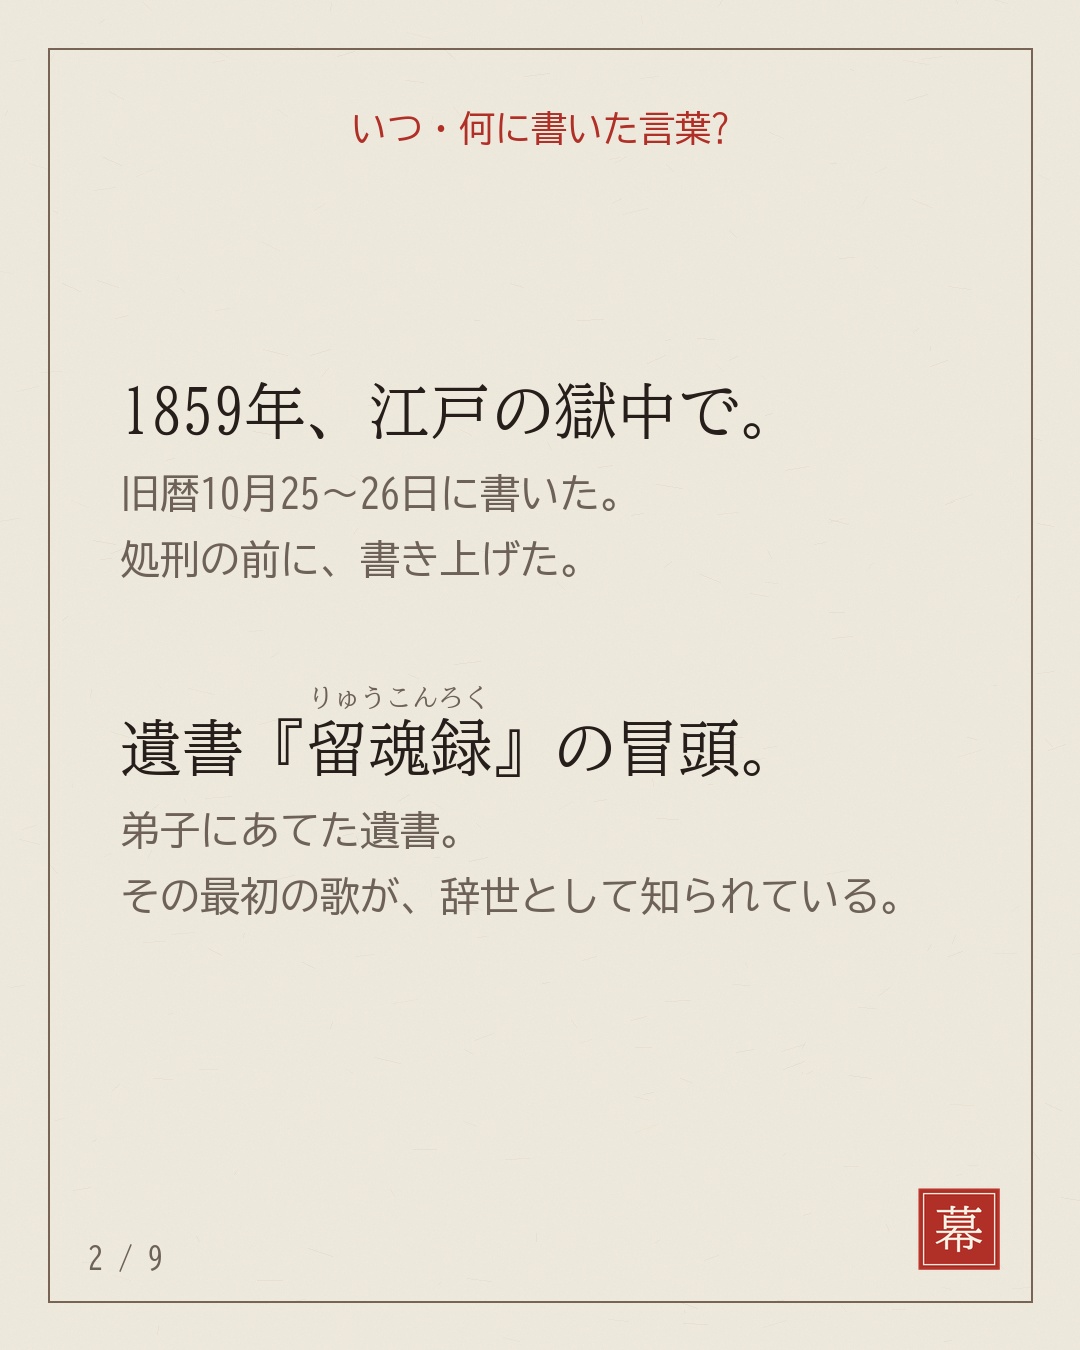 いつ・何に書いた言葉?
1859年、江戸の獄中で。
旧暦10月25〜26日に書いた。
処刑の前に、書き上げた。
りゅうこんろく
遺書『留魂録』の冒頭。
弟子にあてた遺書。
その最初の歌が、辞世として知られている。
幕
2 / 9